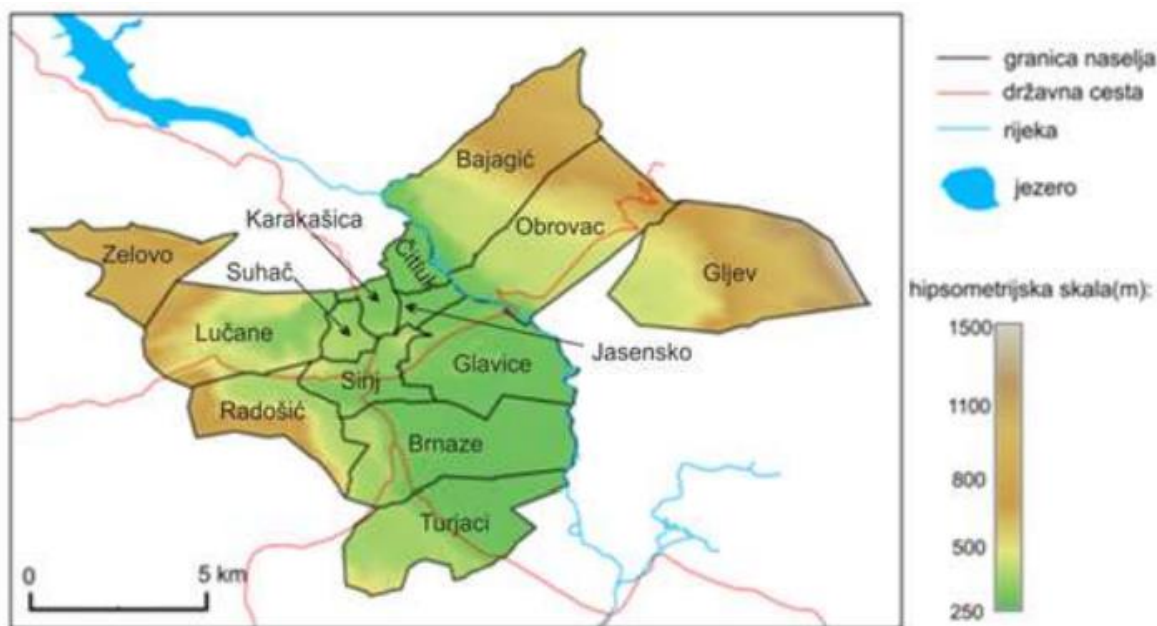 granica naselja
državna cesta
rijeka
jezero
Bajagić
Karakašica
Obrovac
Zelovo
Čitluk
Suhač
Gljev
Lučane
Jasensko
Glavice
Sinj
Radošić
Brnaze
Turjaci
0 5 km
hipsometrijska skala(m):
1500
1100
800
500
250